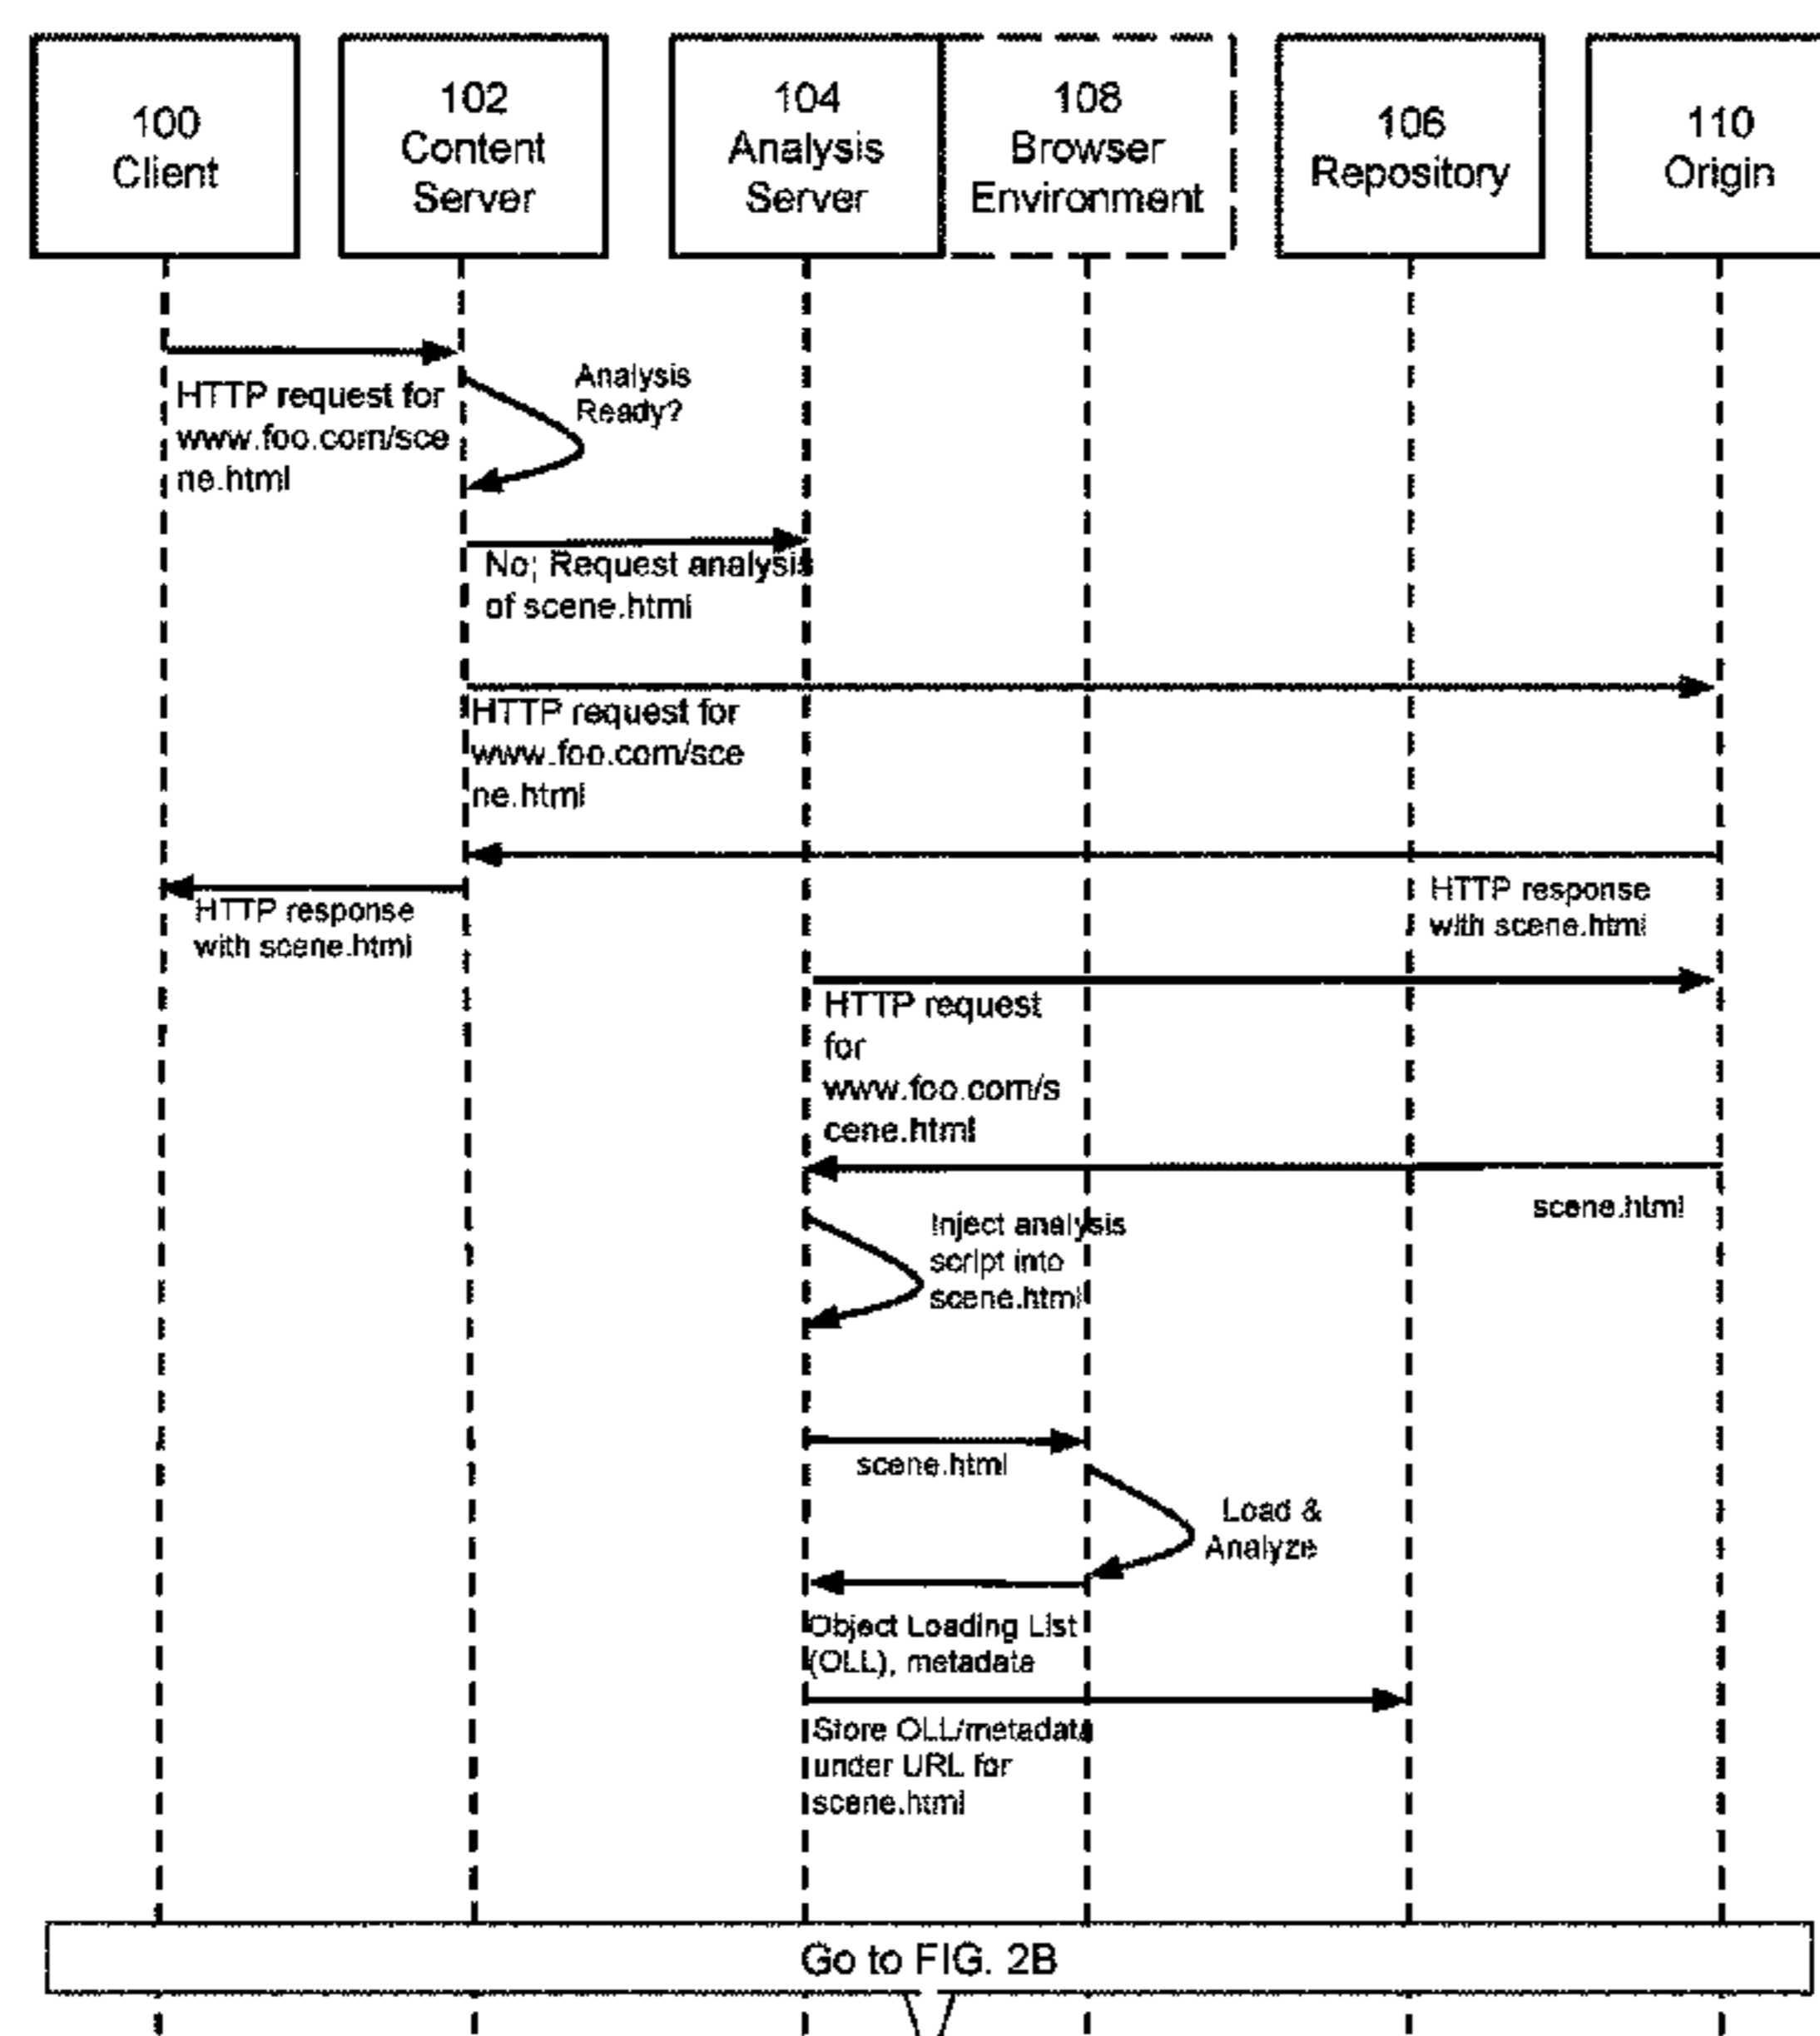 100
Client
102
Content
Server
104
Analysis
Server
108
Browser
Environment
106
Repository
110
Origin
HTTP request for
www.foo.com/sce
ne.html
Analysis
Ready?
No; Request analysis
of scene.html
HTTP request for
www.foo.com/sce
ne.html
HTTP response
with scene.html
HTTP response
with scene.html
HTTP request
for
www.foo.com/s
cene.html
scene.html
Inject analysis
script into
scene.html
scene.html
Load &
Analyze
Object Loading List
(OLL), metadata
Store OLL/metadata
under URL for
scene.html
Go to FIG. 2B